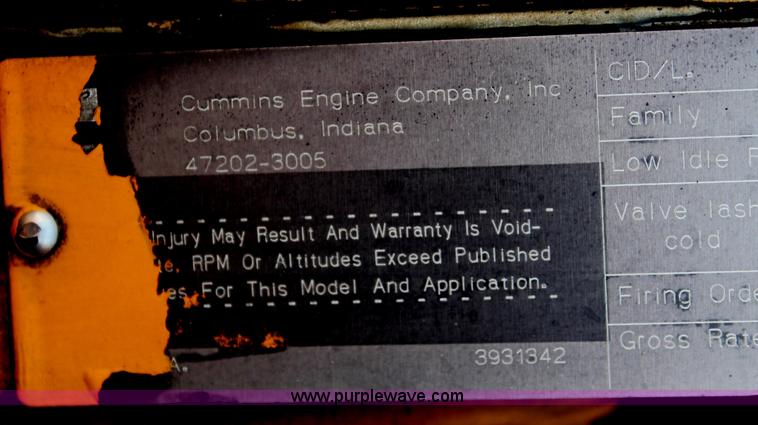 Cummins Engine Company, Inc
Columbus, Indiana
47202-3005
Injury May Result And Warranty Is Void-
RPM Or Altitudes Exceed Published
For This Model And Application.
A.
3931342
CID/L.
Family
Low Idle
Valve lash
cold
Firing Orde
Gross Rate
www.purplewave.com